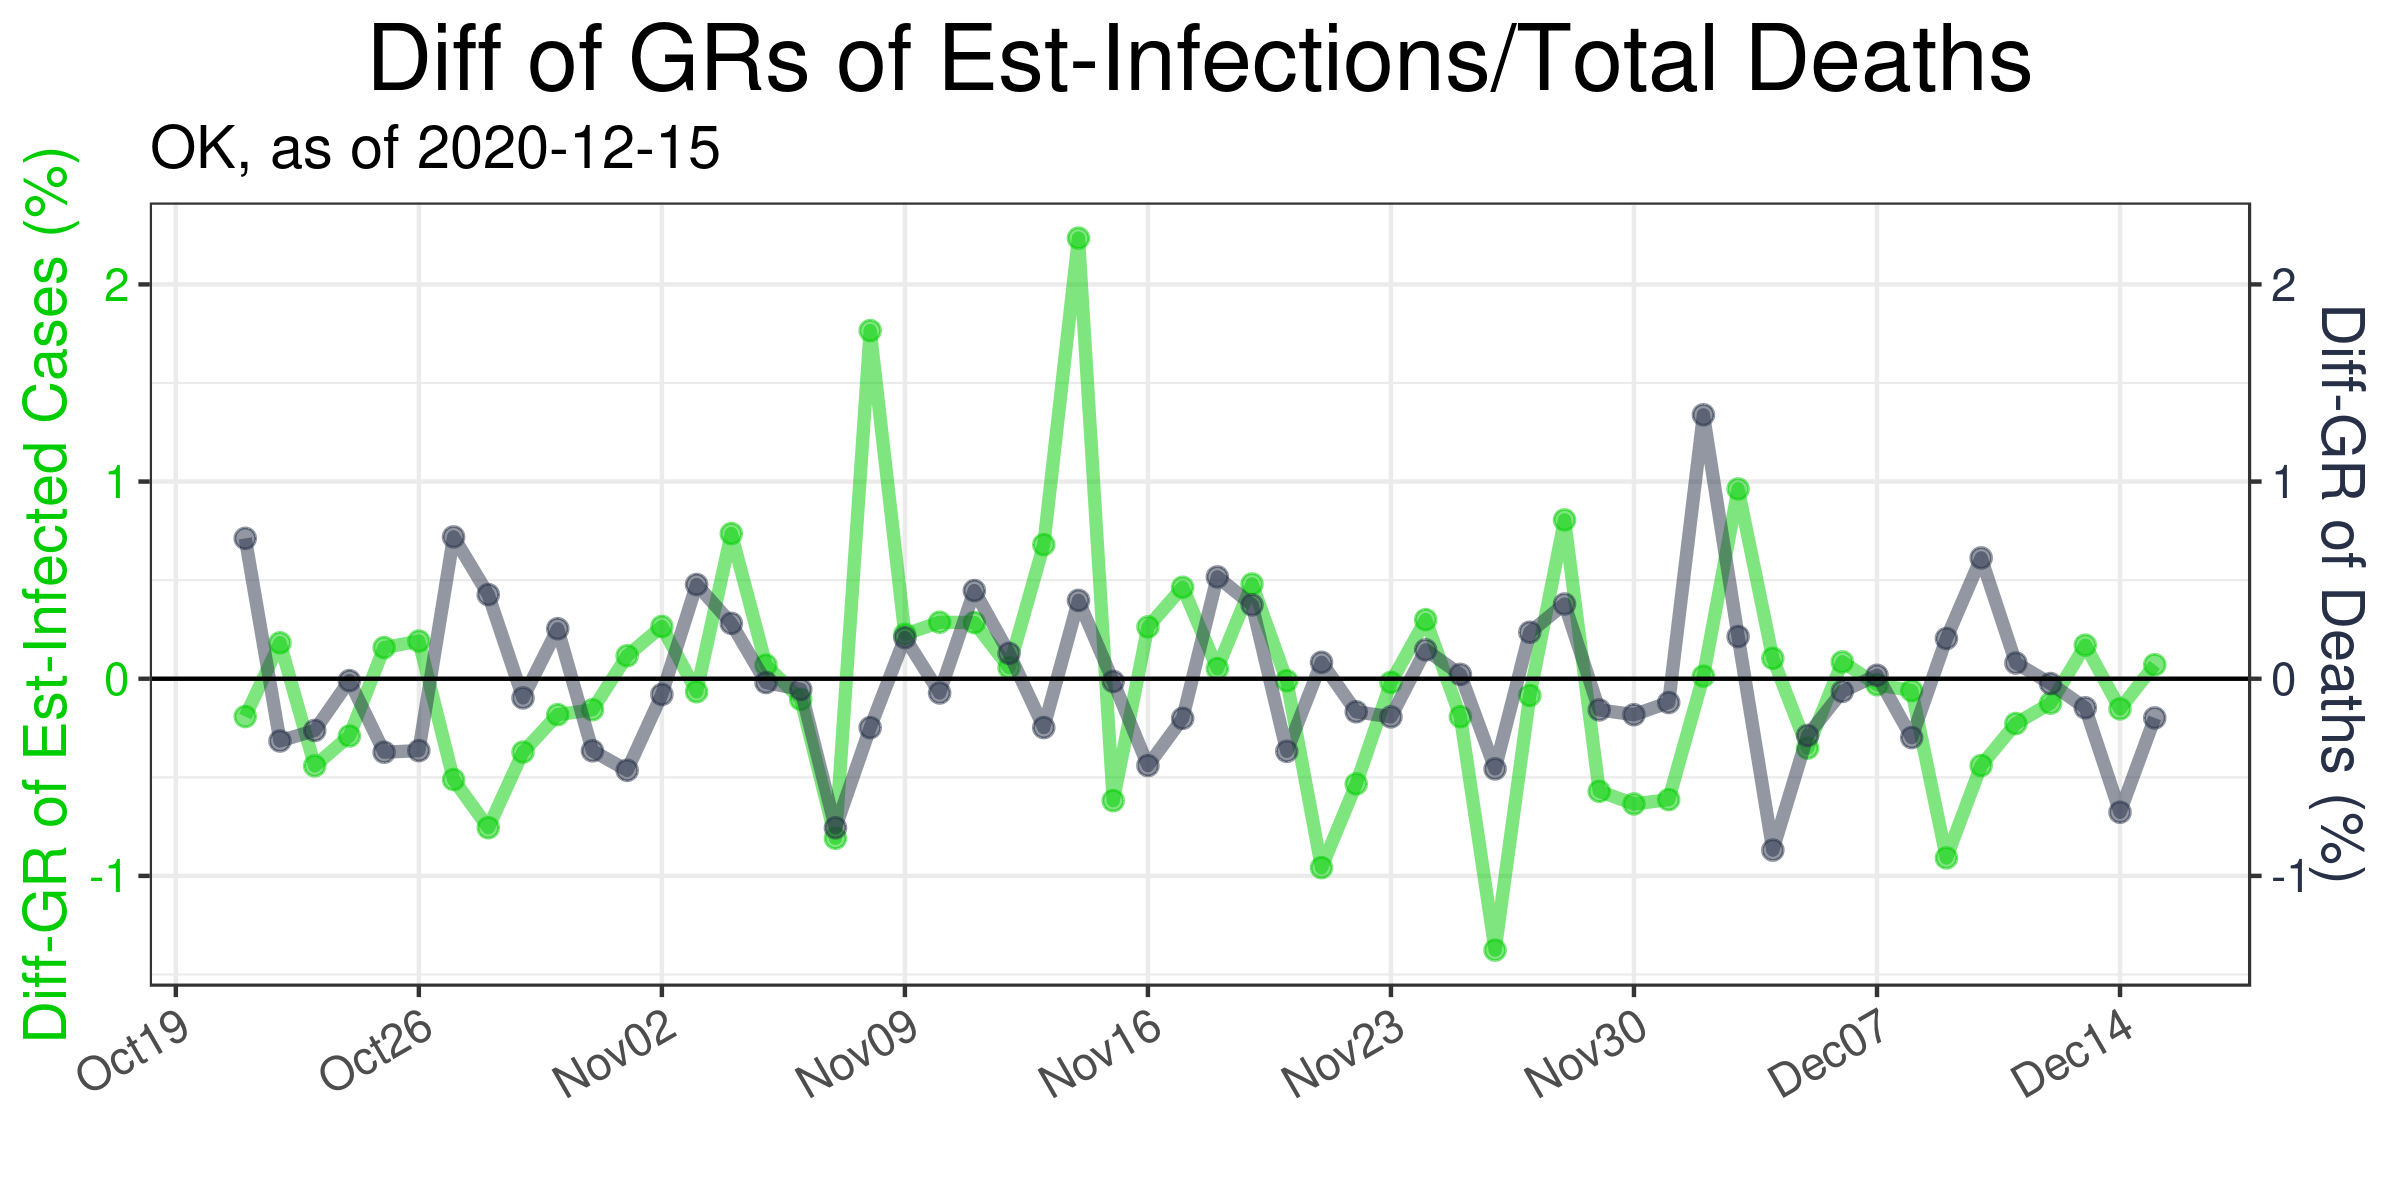 Diff of GRs of Est-Infections/Total Deaths
OK, as of 2020-12-15
Diff-GR of Est-Infected Cases (%)
2
1
0
-1
2
1
0
-1
Diff-GR of Deaths (%)
Oct19
Oct26
Nov02
Nov09
Nov16
Nov23
Nov30
Dec07
Dec14